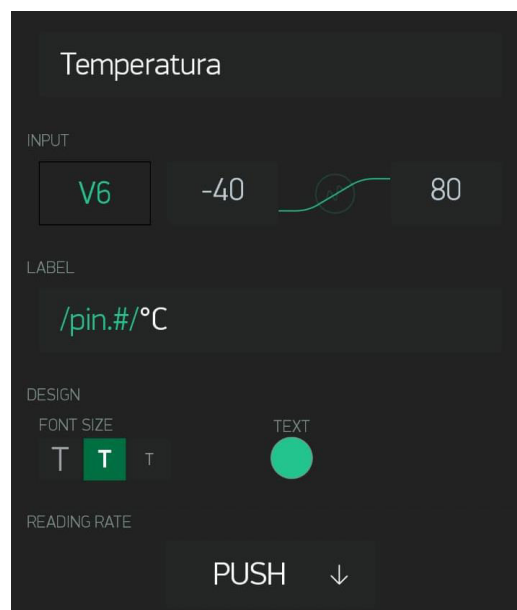 Temperatura
INPUT
V6 -40 80
LABEL
/pin.#/°C
DESIGN
FONT SIZE TEXT
T T T
READING RATE
PUSH ↓